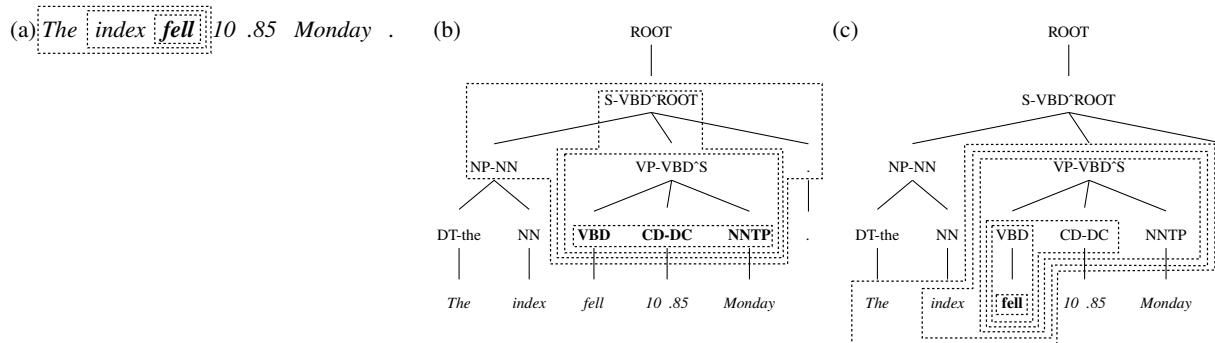 (a) The index fell 10 .85 Monday .
(b)
ROOT
S-VBD^ROOT
NP-NN VP-VBD^S .
DT-the NN VBD CD-DC NNTP .
The index fell 10 .85 Monday
(c)
ROOT
S-VBD^ROOT
NP-NN VP-VBD^S .
DT-the NN VBD CD-DC NNTP
The index fell 10 .85 Monday